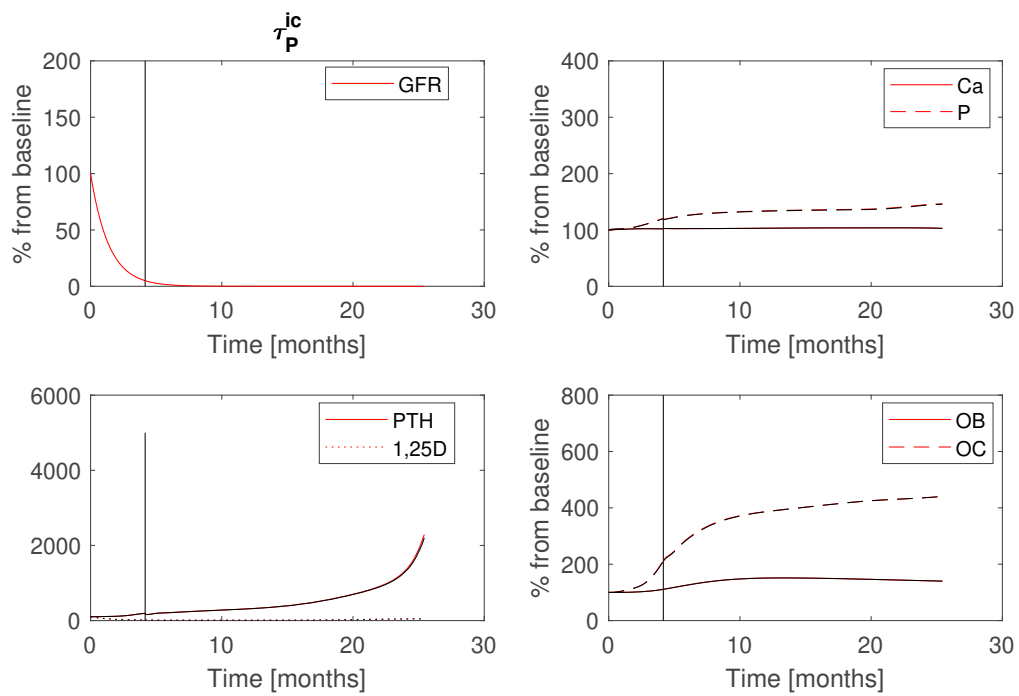 τ_P^ic
200
150
100
50
0
% from baseline
0 10 20 30
Time [months]
GFR
400
300
200
100
0
% from baseline
0 10 20 30
Time [months]
Ca
P
6000
4000
2000
0
0 10 20 30
Time [months]
PTH
1,25D
800
600
400
200
0
% from baseline
0 10 20 30
Time [months]
OB
OC